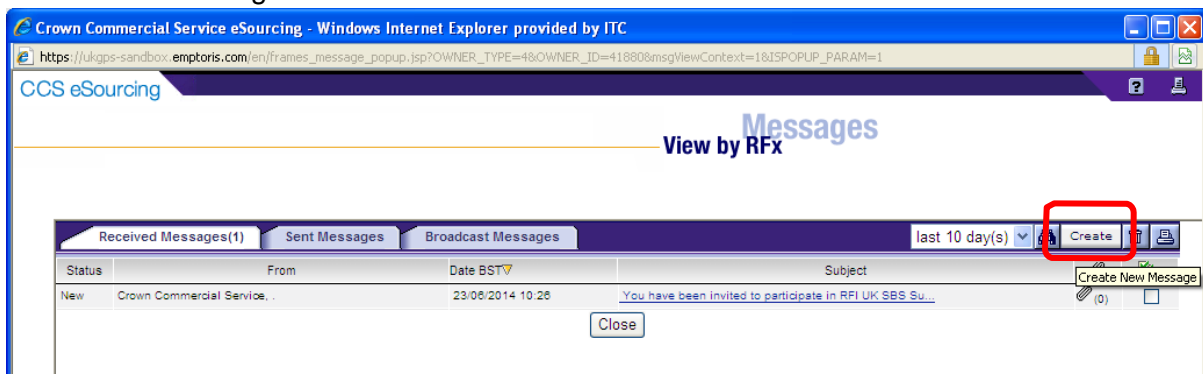 Crown Commercial Service eSourcing - Windows Internet Explorer provided by ITC
https://ukgps-sandbox.emptoris.com/en/frames_message_popup.jsp?OWNER_TYPE=4&OWNER_ID=41880&msgViewContext=1&ISPOPUP_PARAM=1
CCS eSourcing
Messages
View by RFx
Received Messages(1) Sent Messages Broadcast Messages last 10 day(s) Create
Status From Date BST Subject
Create New Message
New Crown Commercial Service, . 23/06/2014 10:26 You have been invited to participate in RFI UK SBS Su... (0)
Close